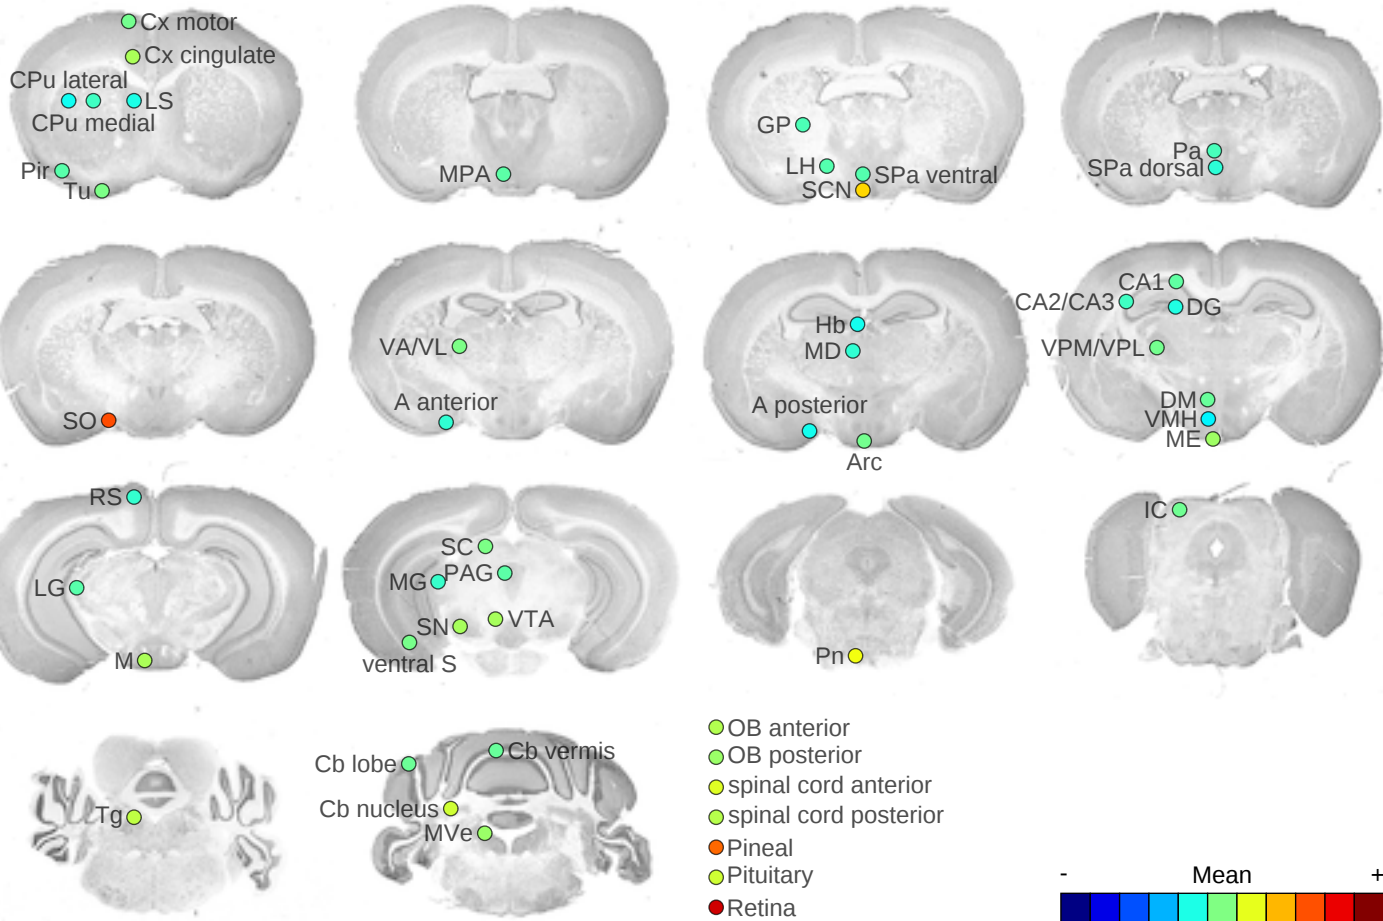 Cx motor
Cx cingulate
CPu lateral
LS
CPu medial
Pir
Tu
MPA
GP
LH
SPa ventral
SCN
Pa
SPa dorsal
SO
VA/VL
A anterior
Hb
MD
A posterior
Arc
CA1
CA2/CA3
DG
VPM/VPL
DM
VMH
ME
RS
LG
M
SC
MG
PAG
SN
VTA
ventral S
Pn
IC
Tg
Cb lobe
Cb vermis
Cb nucleus
MVe
OB anterior
OB posterior
spinal cord anterior
spinal cord posterior
Pineal
Pituitary
Retina
- Mean +